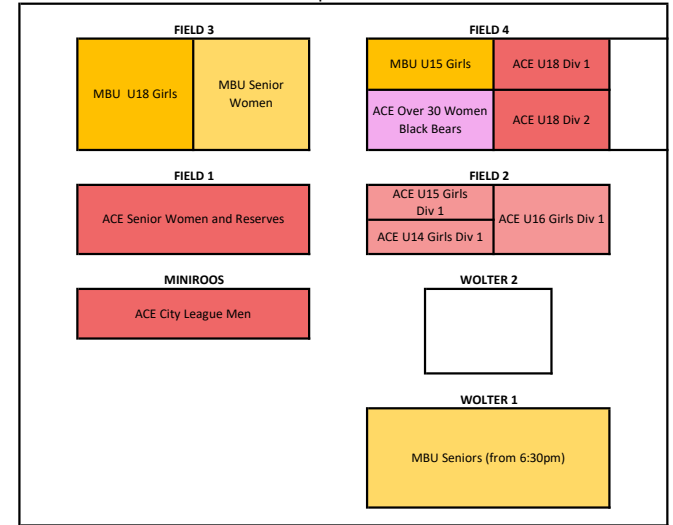 FIELD 3
FIELD 4
MBU  U18 Girls
MBU Senior
Women
MBU U15 Girls
ACE U18 Div 1
ACE Over 30 Women
Black Bears
ACE U18 Div 2
FIELD 1
FIELD 2
ACE Senior Women and Reserves
ACE U15 Girls
Div 1
ACE U14 Girls Div 1
ACE U16 Girls Div 1
MINIROOS
WOLTER 2
ACE City League Men
WOLTER 1
MBU Seniors (from 6:30pm)